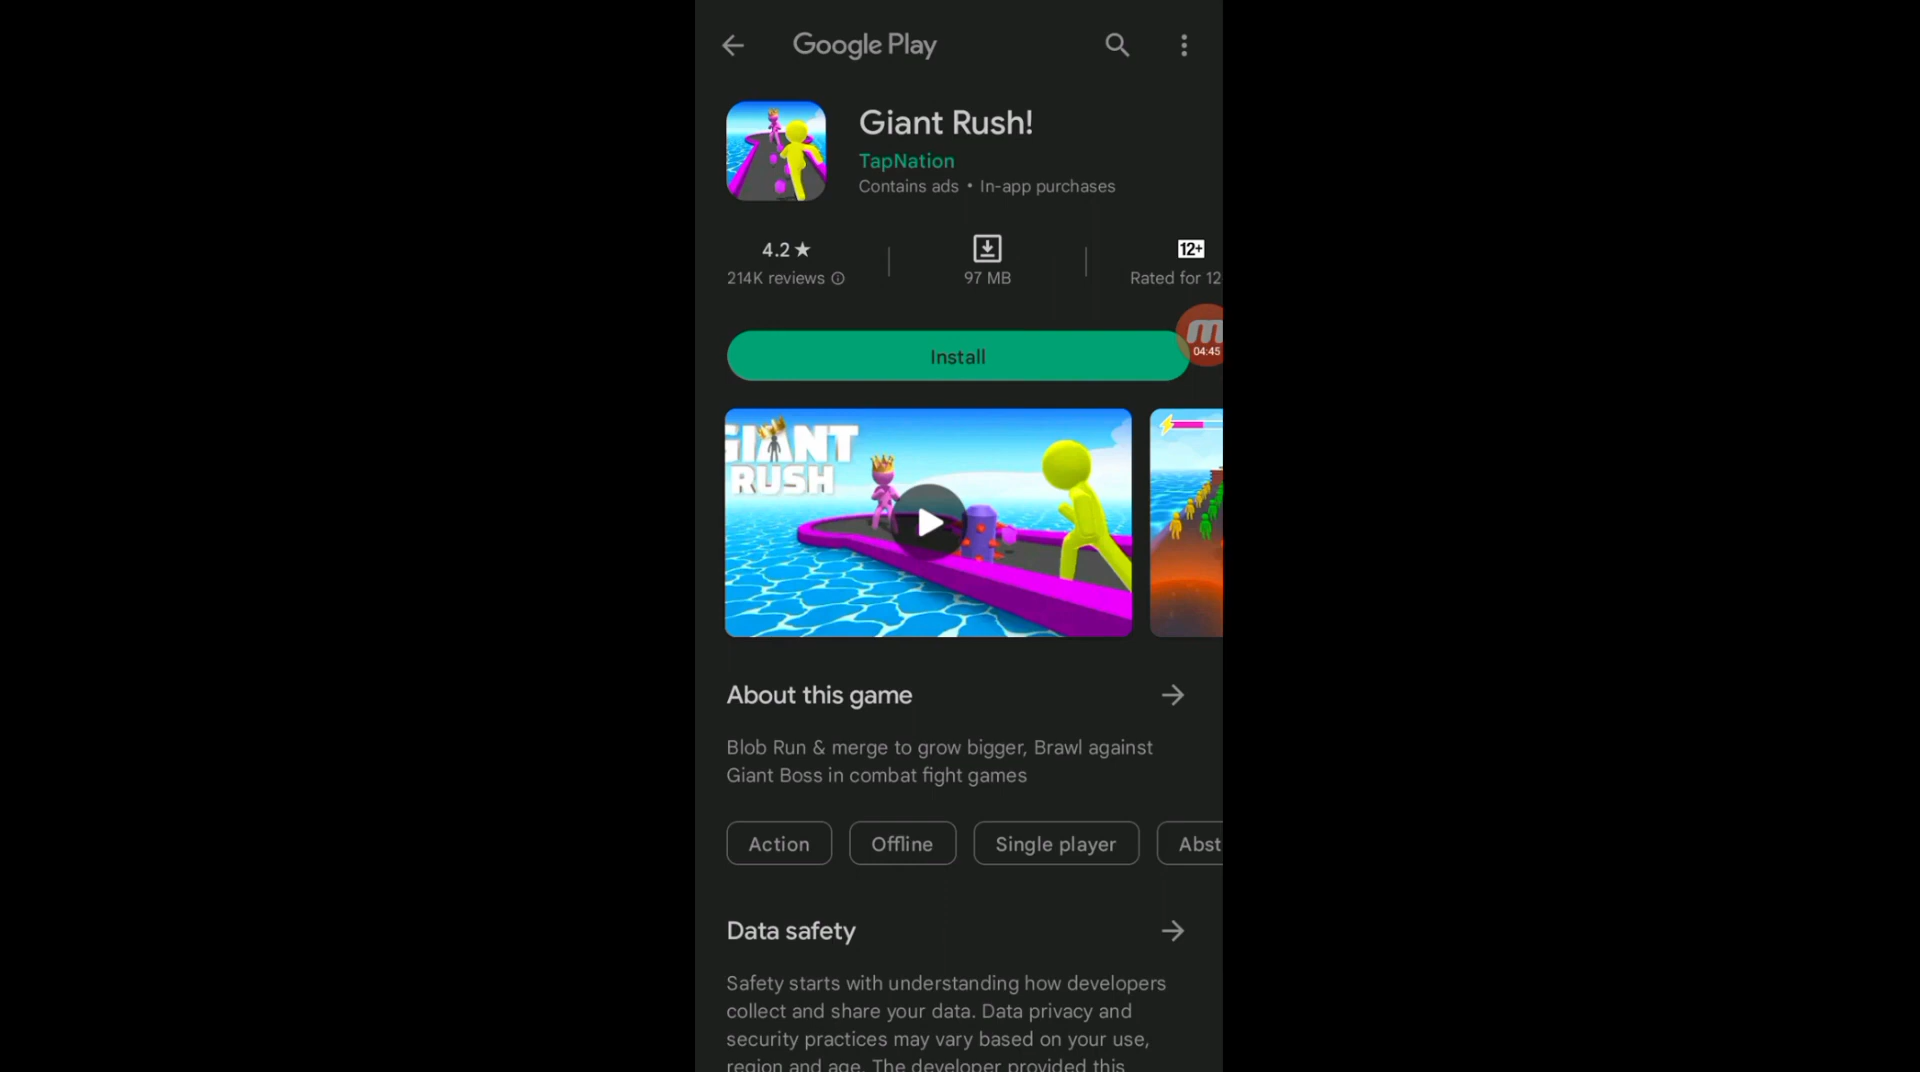 Google Play
Giant Rush!
TapNation
Contains ads • In-app purchases
4.2★
214K reviews
97 MB
12+
Rated for 12
Install
04:45
GIANT
RUSH
About this game
Blob Run & merge to grow bigger, Brawl against
Giant Boss in combat fight games
Action
Offline
Single player
Abst
Data safety
Safety starts with understanding how developers
collect and share your data. Data privacy and
security practices may vary based on your use,
region and age. The developer provided this